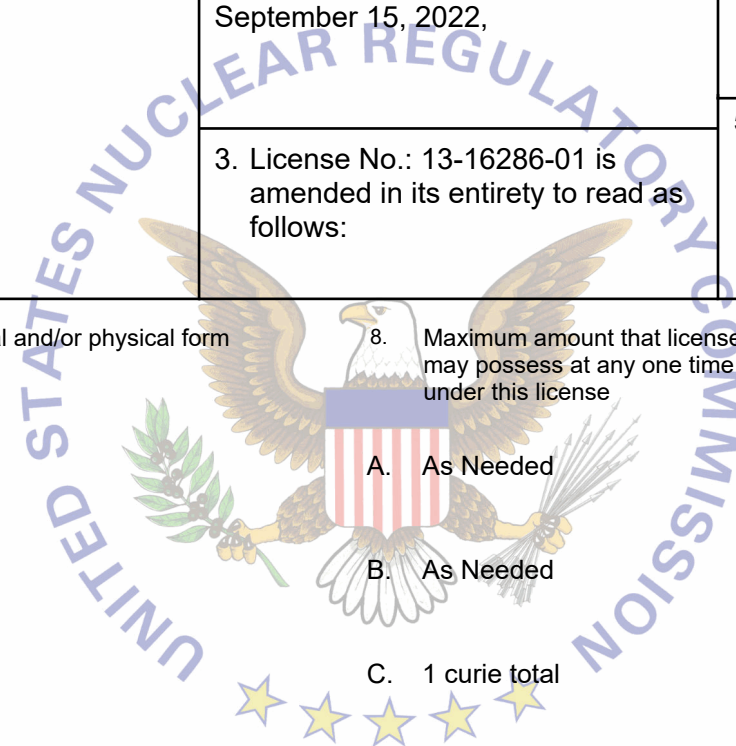 September 15, 2022,
3. License No.: 13-16286-01 is
amended in its entirety to read as
follows:
and/or physical form
8. Maximum amount that license
may possess at any one time
under this license
A. As Needed
B. As Needed
C. 1 curie total
UNITED STATES NUCLEAR REGULATORY COMMISSION